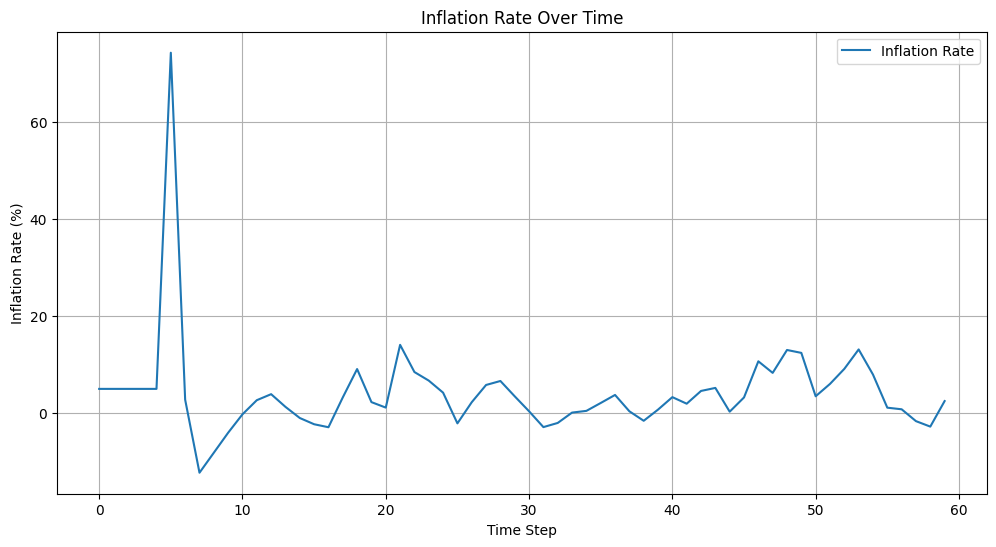 Inflation Rate Over Time
Inflation Rate
Inflation Rate (%)
60
40
20
0
0 10 20 30 40 50 60
Time Step